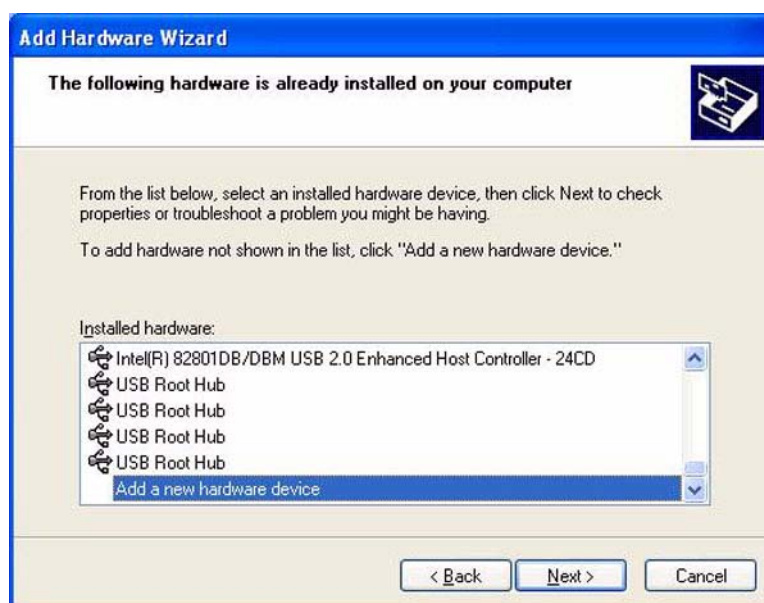 Add Hardware Wizard
The following hardware is already installed on your computer
From the list below, select an installed hardware device, then click Next to check
properties or troubleshoot a problem you might be having.
To add hardware not shown in the list, click "Add a new hardware device."
Installed hardware:
Intel(R) 82801DB/DBM USB 2.0 Enhanced Host Controller - 24CD
USB Root Hub
USB Root Hub
USB Root Hub
USB Root Hub
Add a new hardware device
< Back Next > Cancel